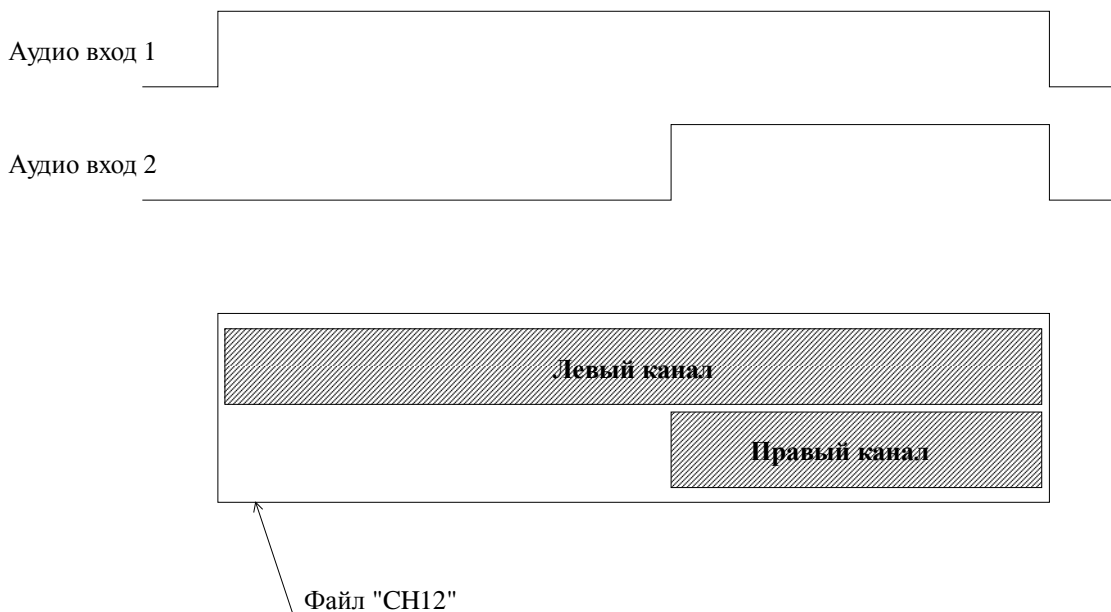 Аудио вход 1
Аудио вход 2
Левый канал
Правый канал
Файл "CH12"